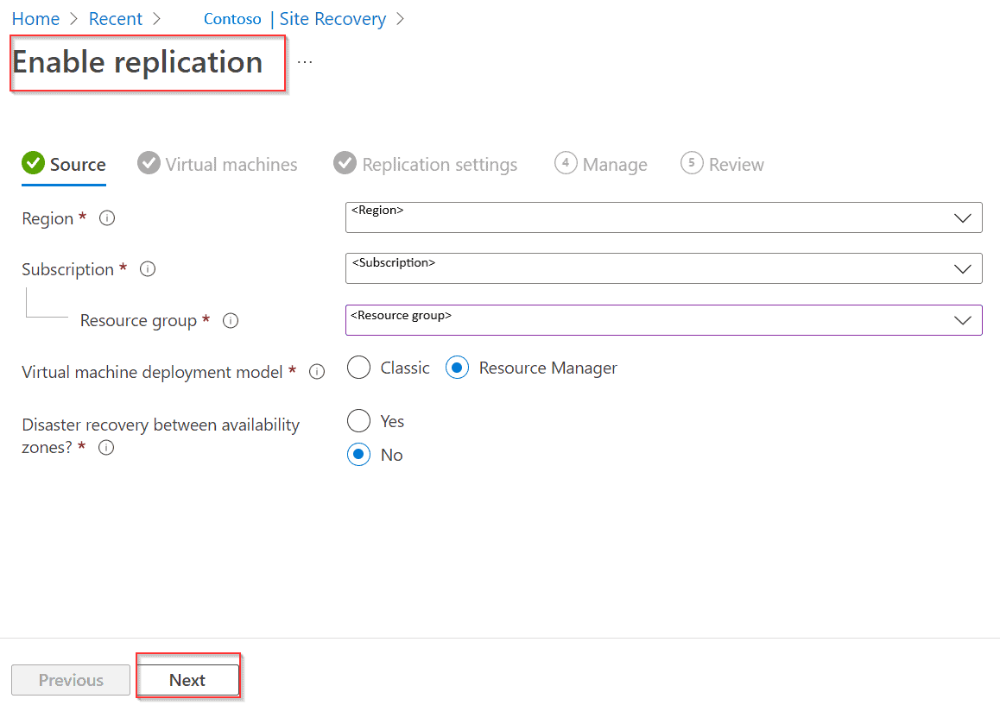 Home > Recent > Contoso | Site Recovery >
Enable replication ...
Source Virtual machines Replication settings 4 Manage 5 Review
Region * <Region>
Subscription * <Subscription>
Resource group * <Resource group>
Virtual machine deployment model * Classic Resource Manager
Disaster recovery between availability
zones? *
Yes
No
Previous Next